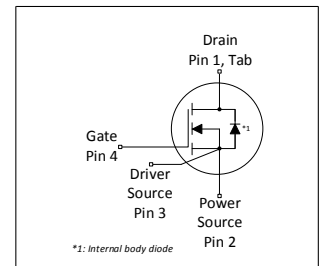 Drain
Pin 1, Tab
*1
Gate
Pin 4
Driver
Source
Pin 3
Power
Source
Pin 2
*1: Internal body diode